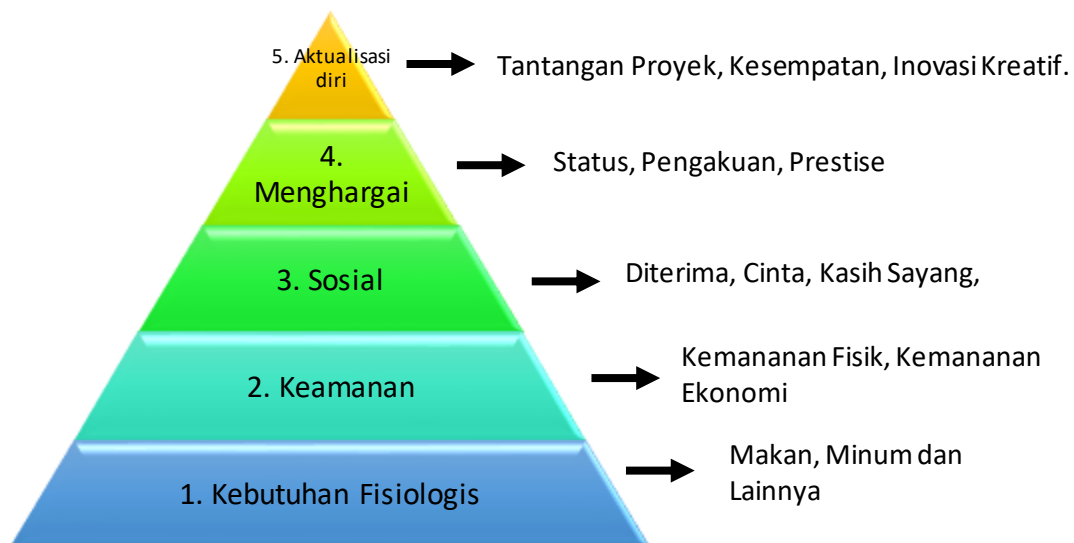 5. Aktualisasi
diri
Tantangan Proyek, Kesempatan, Inovasi Kreatif.
4.
Menghargai
Status, Pengakuan, Prestise
3. Sosial
Diterima, Cinta, Kasih Sayang,
2. Keamanan
Kemananan Fisik, Kemananan
Ekonomi
1. Kebutuhan Fisiologis
Makan, Minum dan
Lainnya